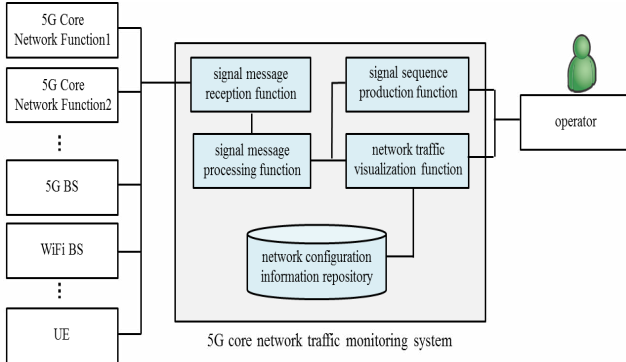 5G Core
Network Function1
5G Core
Network Function2
5G BS
WiFi BS
UE
signal message
reception function
signal message
processing function
signal sequence
production function
network traffic
visualization function
network configuration
information repository
5G core network traffic monitoring system
operator